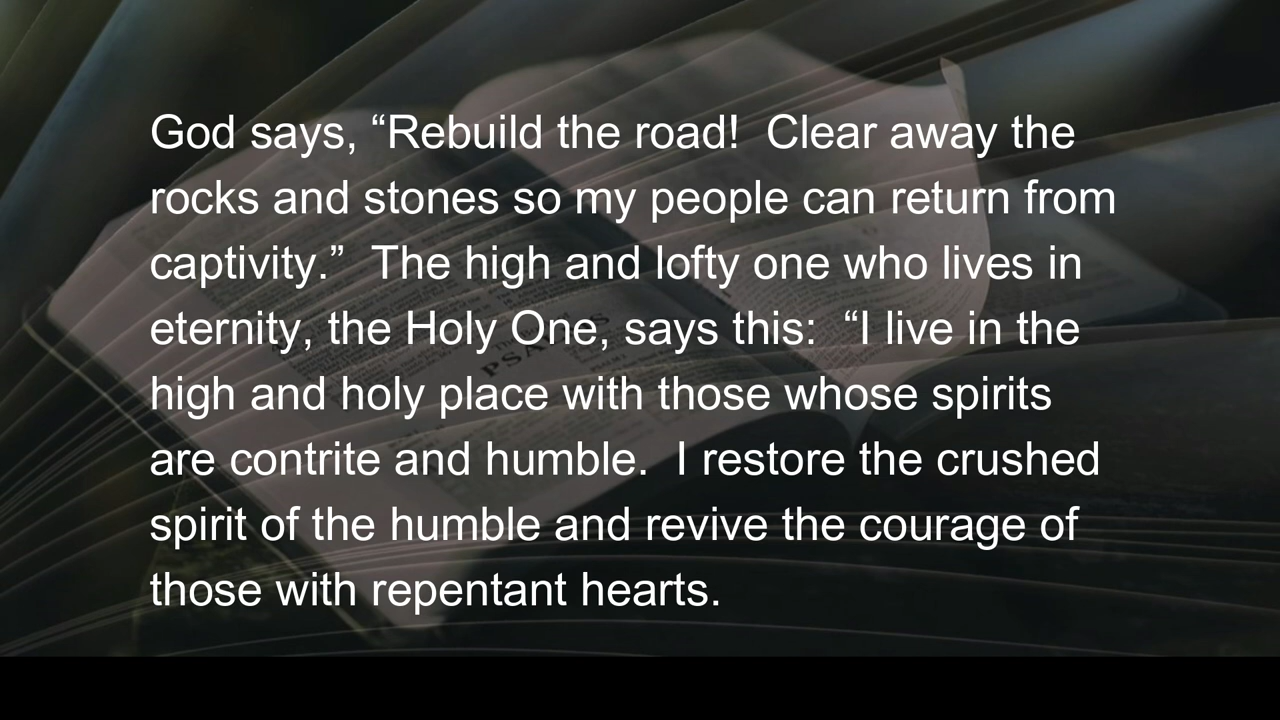 God says, “Rebuild the road!  Clear away the
rocks and stones so my people can return from
captivity.”  The high and lofty one who lives in
eternity, the Holy One, says this:  “I live in the
high and holy place with those whose spirits
are contrite and humble.  I restore the crushed
spirit of the humble and revive the courage of
those with repentant hearts.
PSALMS